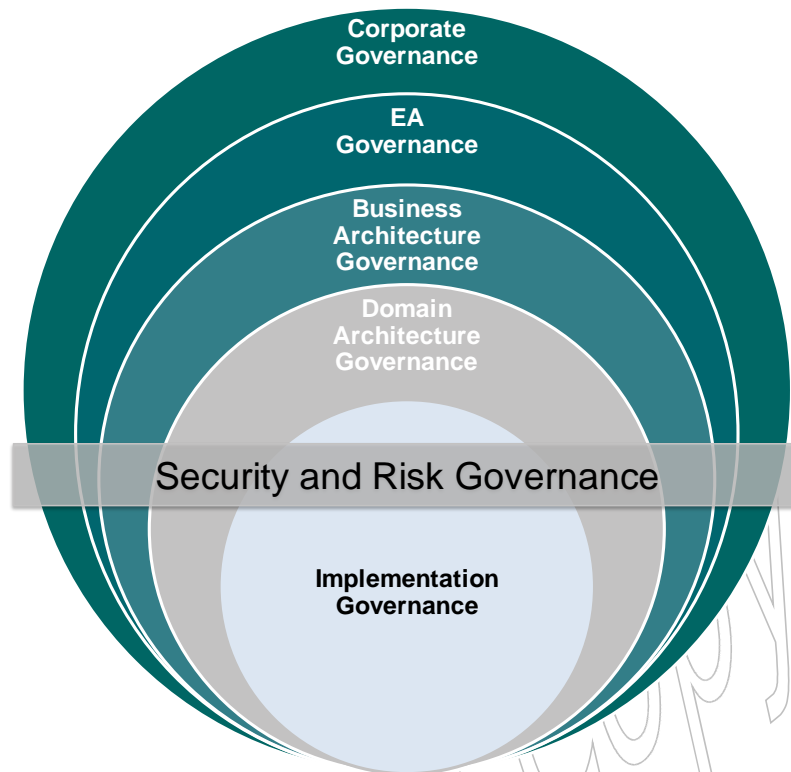 Corporate
Governance
EA
Governance
Business
Architecture
Governance
Domain
Architecture
Governance
Security and Risk Governance
Implementation
Governance